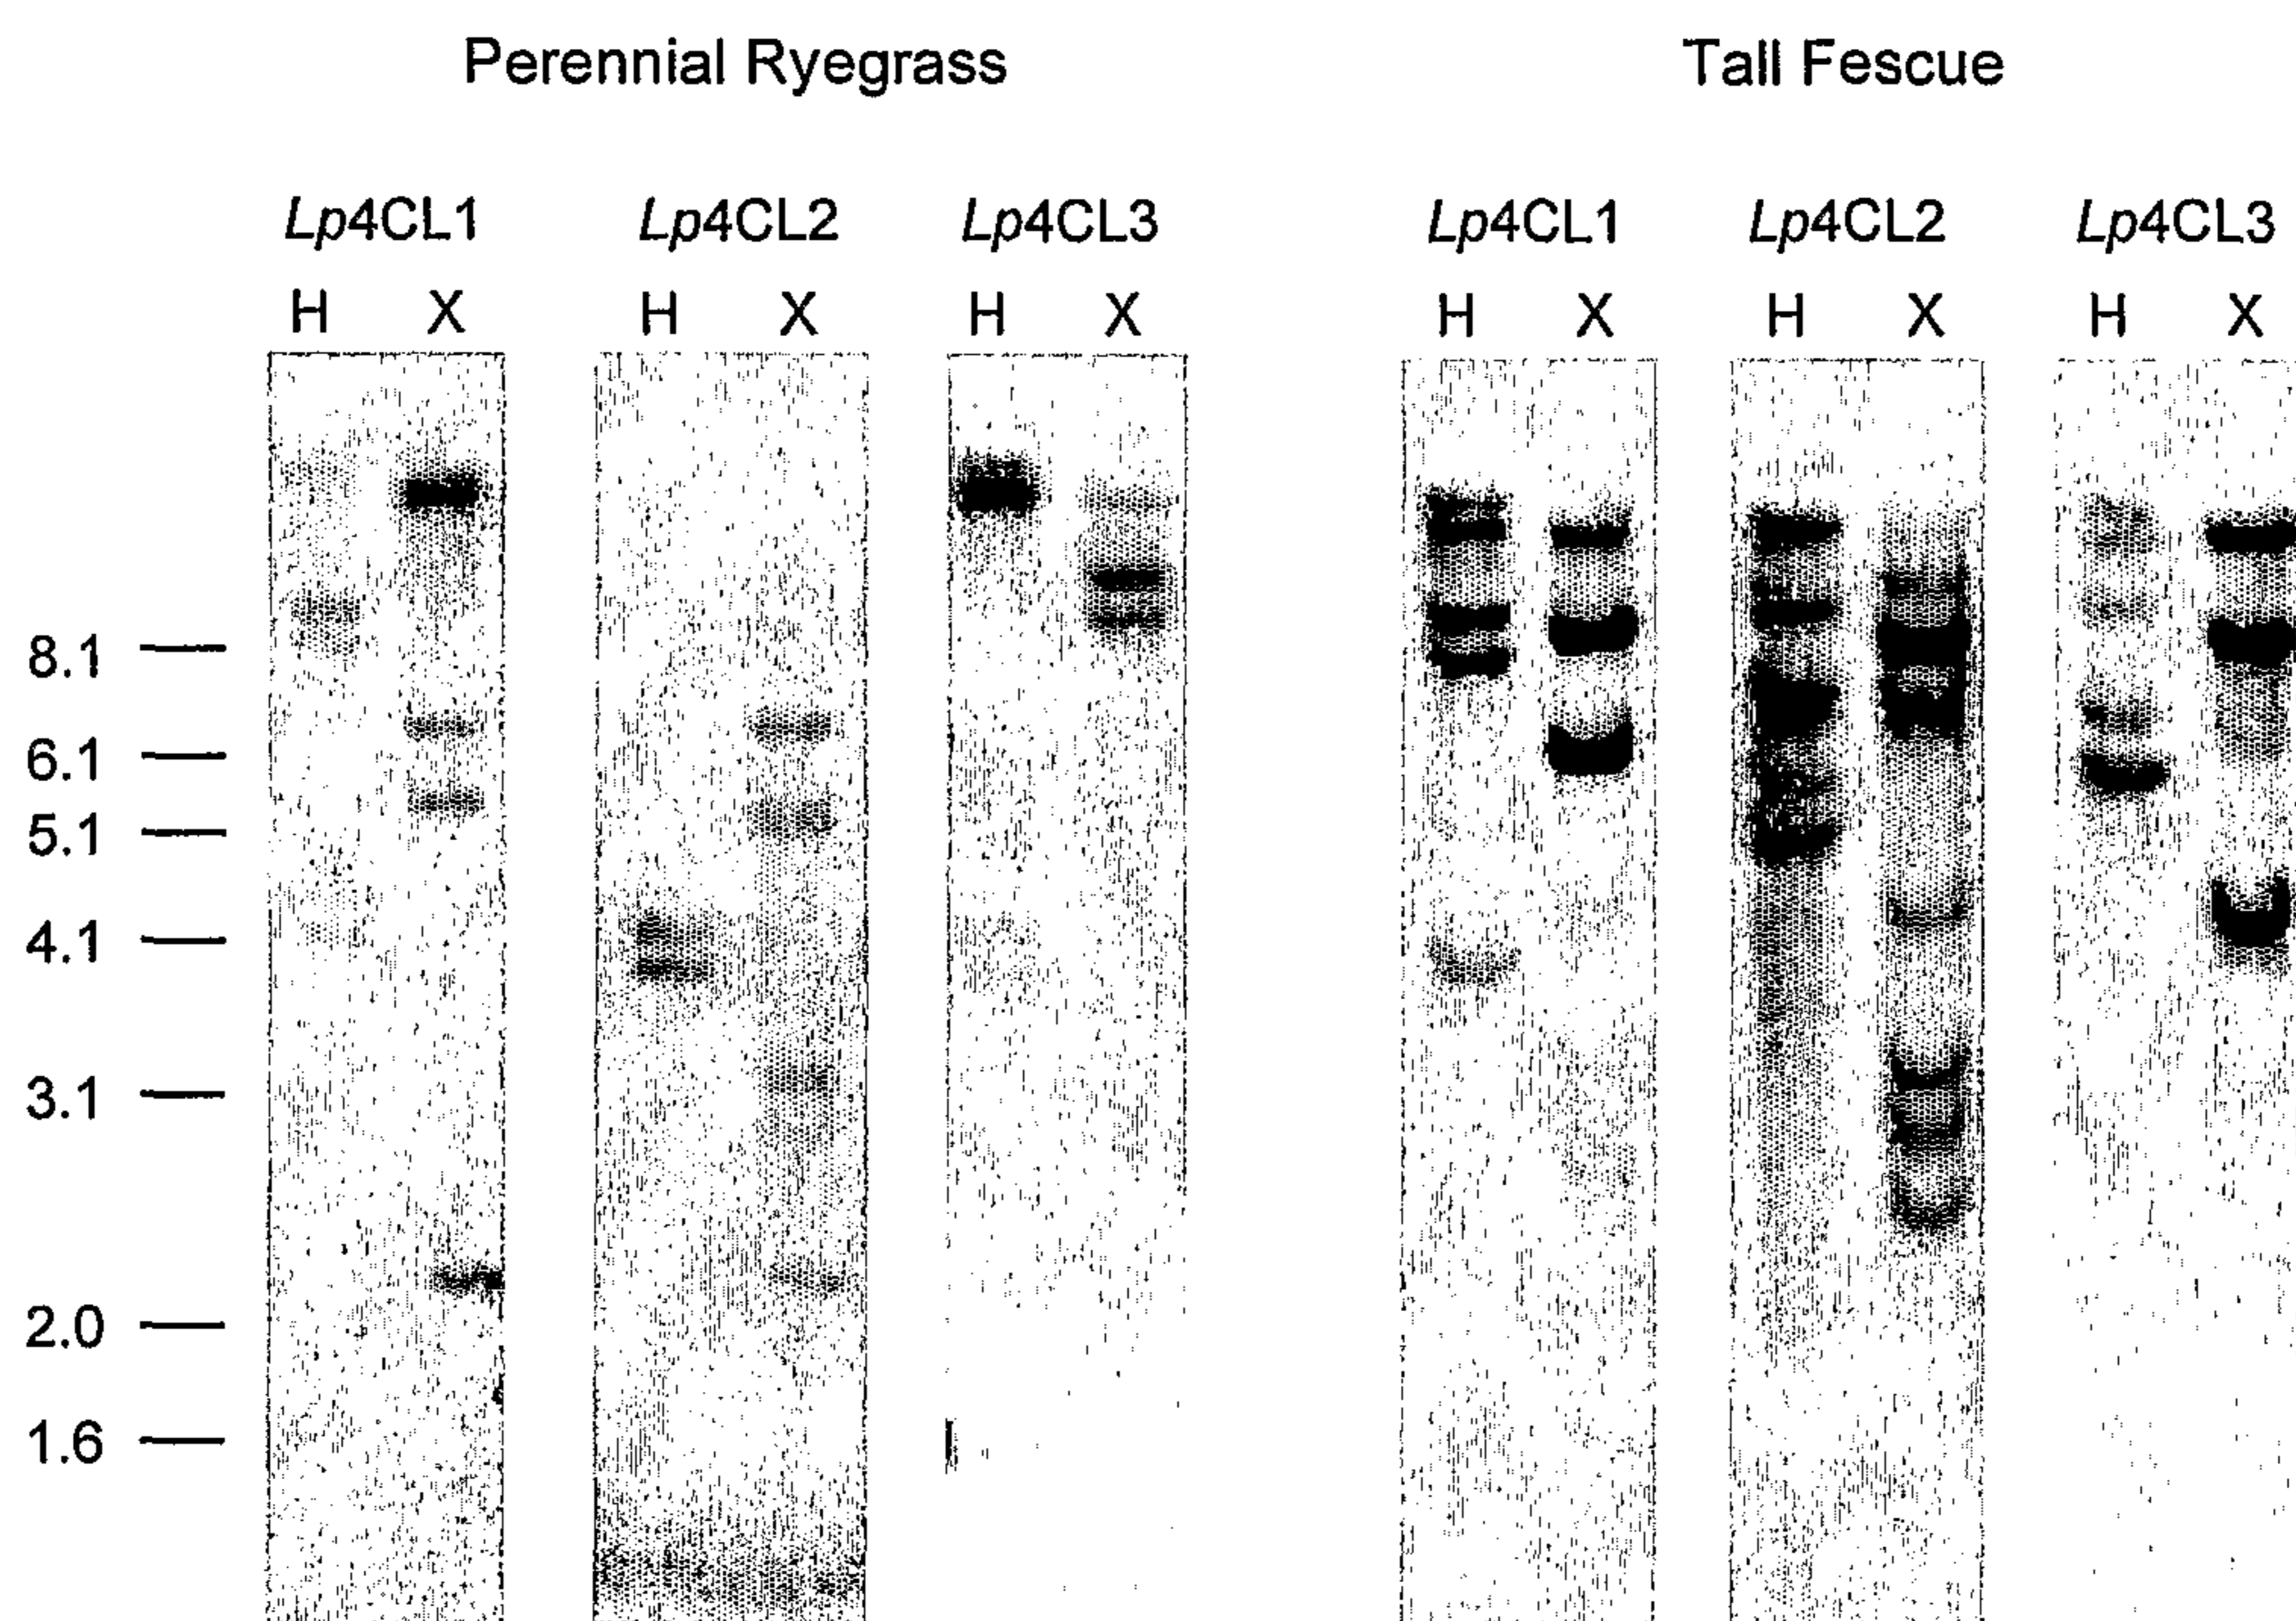 Perennial Ryegrass Tall Fescue
Lp4CL1 Lp4CL2 Lp4CL3 Lp4CL1 Lp4CL2 Lp4CL3
H X H X H X H X H X H X
8.1
6.1
5.1
4.1
3.1
2.0
1.6